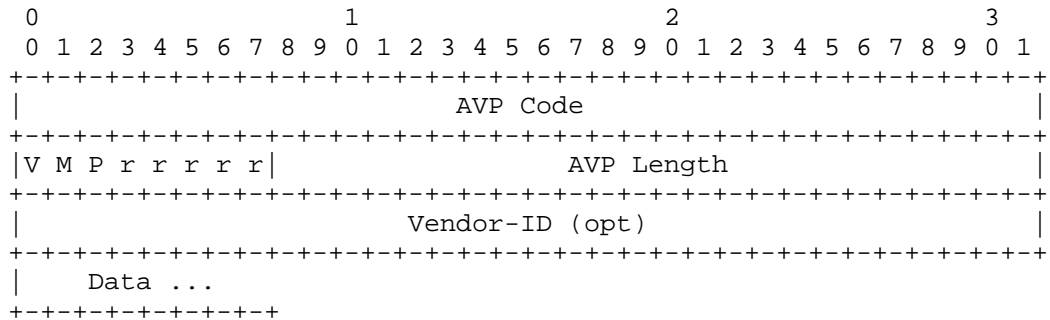 0                   1                   2                   3
 0 1 2 3 4 5 6 7 8 9 0 1 2 3 4 5 6 7 8 9 0 1 2 3 4 5 6 7 8 9 0 1
+-+-+-+-+-+-+-+-+-+-+-+-+-+-+-+-+-+-+-+-+-+-+-+-+-+-+-+-+-+-+-+-+
|                           AVP Code                            |
+-+-+-+-+-+-+-+-+-+-+-+-+-+-+-+-+-+-+-+-+-+-+-+-+-+-+-+-+-+-+-+-+
|V M P r r r r r|                  AVP Length                   |
+-+-+-+-+-+-+-+-+-+-+-+-+-+-+-+-+-+-+-+-+-+-+-+-+-+-+-+-+-+-+-+-+
|                        Vendor-ID (opt)                        |
+-+-+-+-+-+-+-+-+-+-+-+-+-+-+-+-+-+-+-+-+-+-+-+-+-+-+-+-+-+-+-+-+
|    Data ...
+-+-+-+-+-+-+-+-+